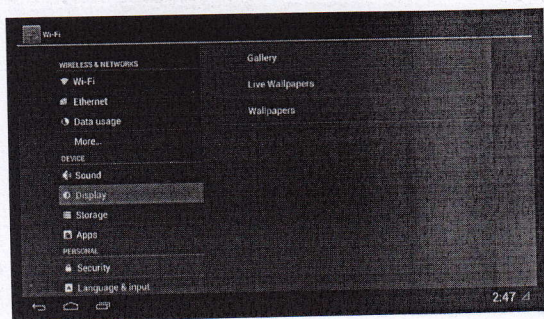 Wi-Fi
WIRELESS & NETWORKS
Wi-Fi
Ethernet
Data usage
More...
DEVICE
Sound
Display
Storage
Apps
PERSONAL
Security
Language & input
Gallery
Live Wallpapers
Wallpapers
2:47